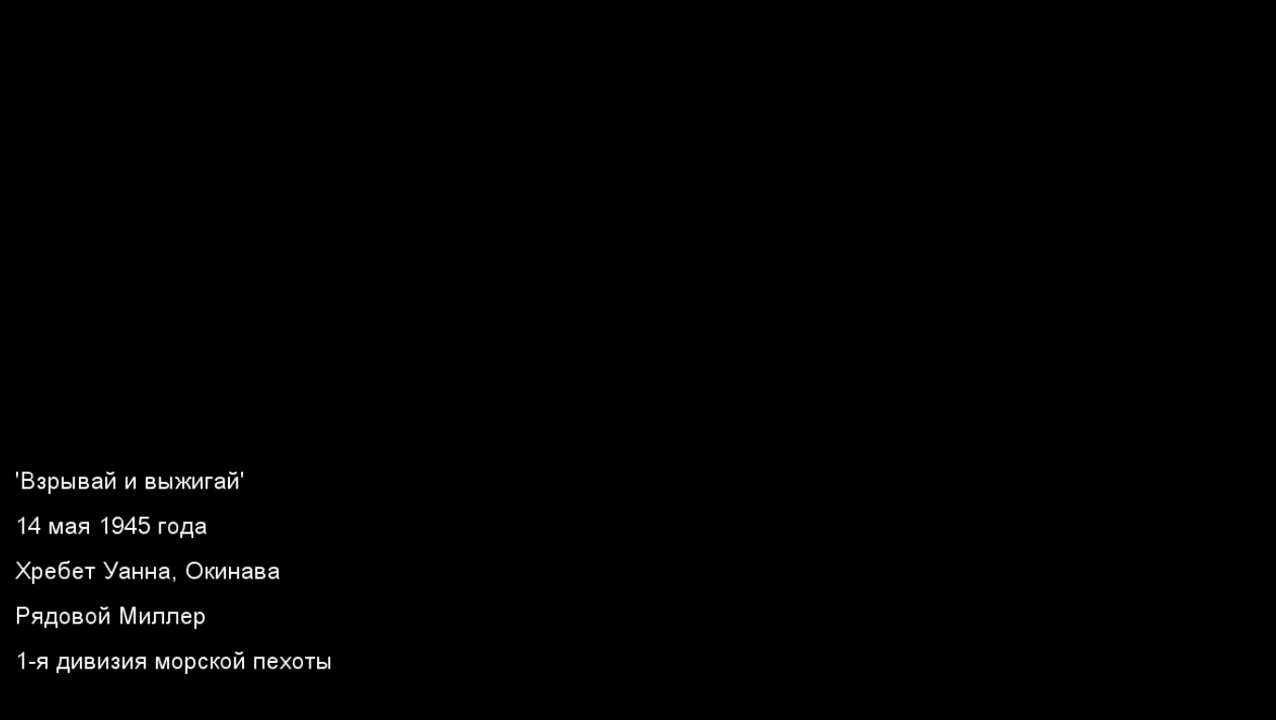 'Взрывай и выжигай'
14 мая 1945 года
Хребет Уанна, Окинава
Рядовой Миллер
1-я дивизия морской пехоты